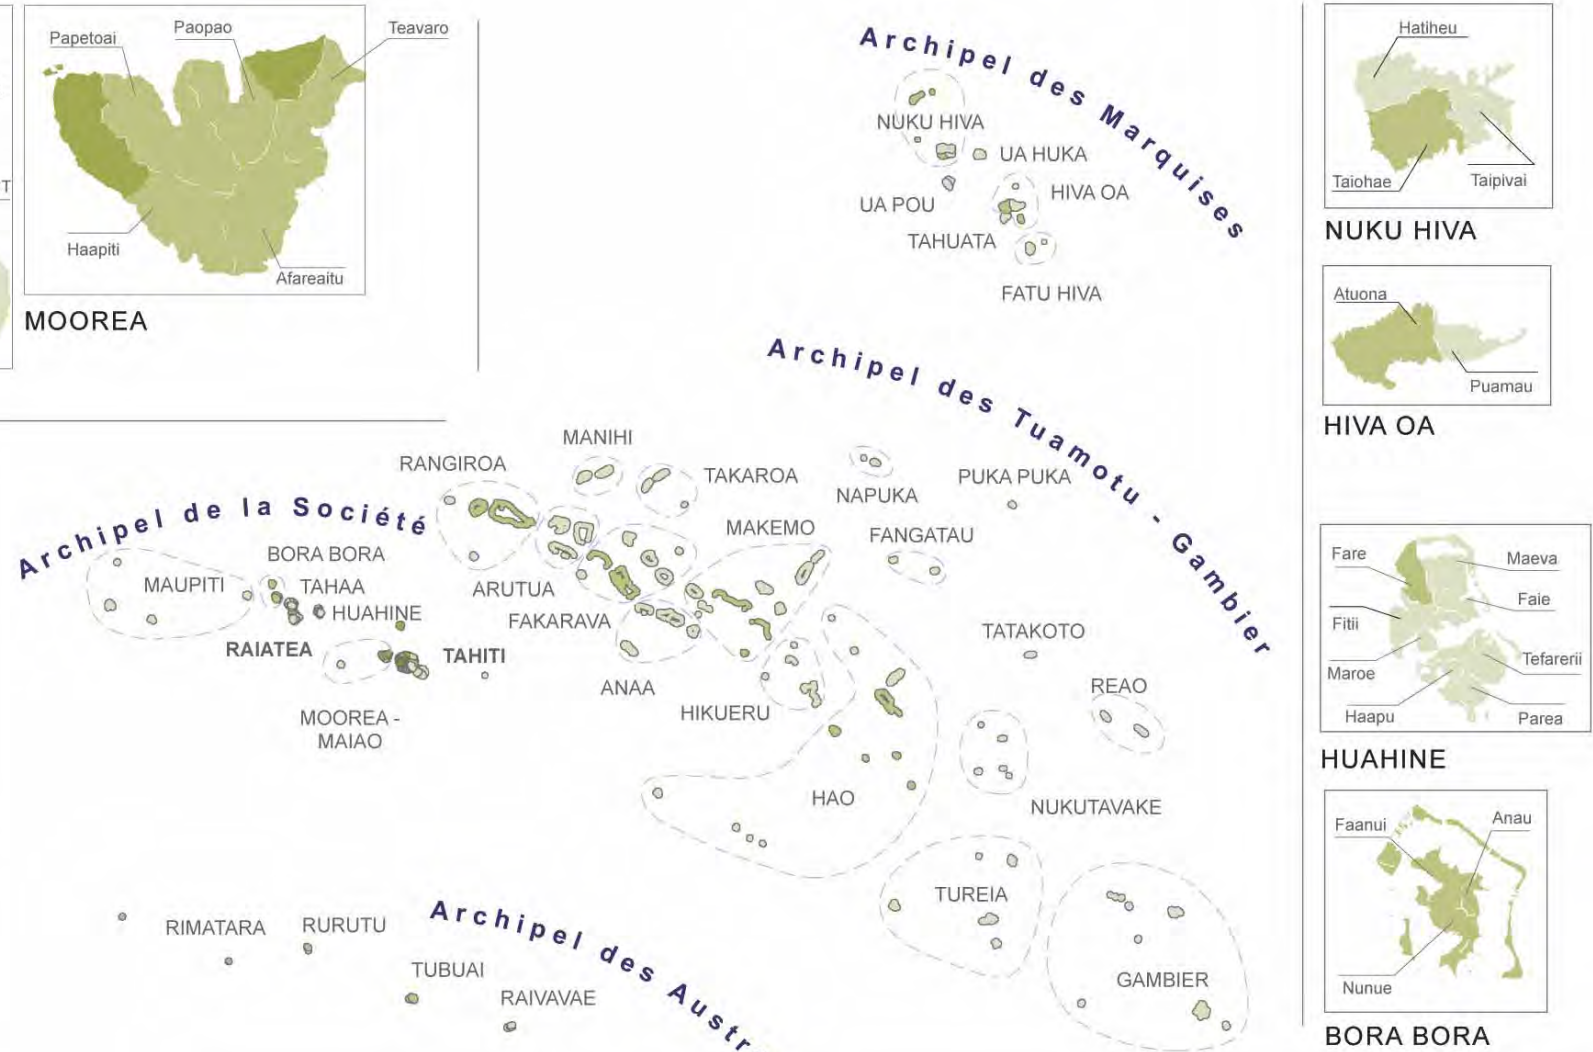 Papetoai
Paopao
Teavaro
T
Haapiti
Afareaitu
MOOREA
Archipel des Marquises
NUKU HIVA
UA HUKA
UA POU
HIVA OA
TAHUATA
FATU HIVA
Hatiheu
Taiohae
Taipivai
NUKU HIVA
Atuona
Puamau
HIVA OA
Archipel des Tuamotu - Gambier
MANIHI
RANGIROA
TAKAROA
NAPUKA
PUKA PUKA
MAKEMO
FANGATAU
ARUTUA
FAKARAVA
TATAKOTO
ANAA
HIKUERU
REAO
HAO
NUKUTAVAKE
TUREIA
GAMBIER
Archipel de la Société
BORA BORA
MAUPITI
TAHAA
HUAHINE
RAIATEA
TAHITI
MOOREA -
MAIAO
Archipel des Austr
RIMATARA
RURUTU
TUBUAI
RAIVAVAE
Fare
Maeva
Faie
Fitii
Maroe
Tefarerii
Haapu
Parea
HUAHINE
Faanui
Anau
Nunue
BORA BORA